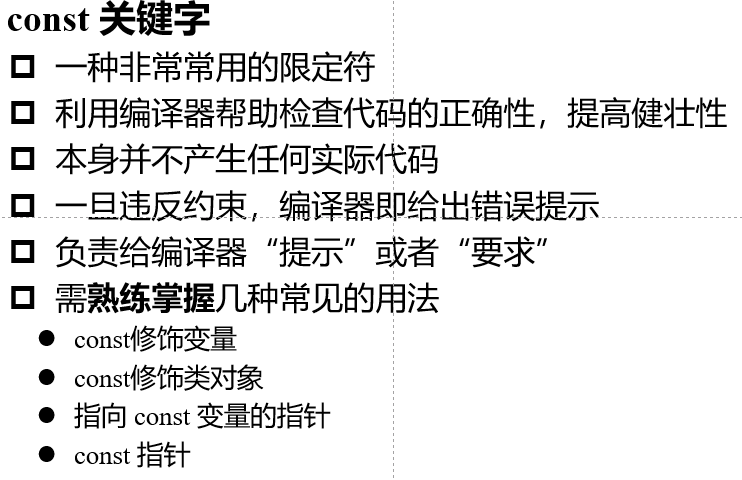 const 关键字
一种非常常用的限定符
利用编译器帮助检查代码的正确性，提高健壮性
本身并不产生任何实际代码
一旦违反约束，编译器即给出错误提示
负责给编译器“提示”或者“要求”
需熟练掌握几种常见的用法
const修饰变量
const修饰类对象
指向 const 变量的指针
const 指针